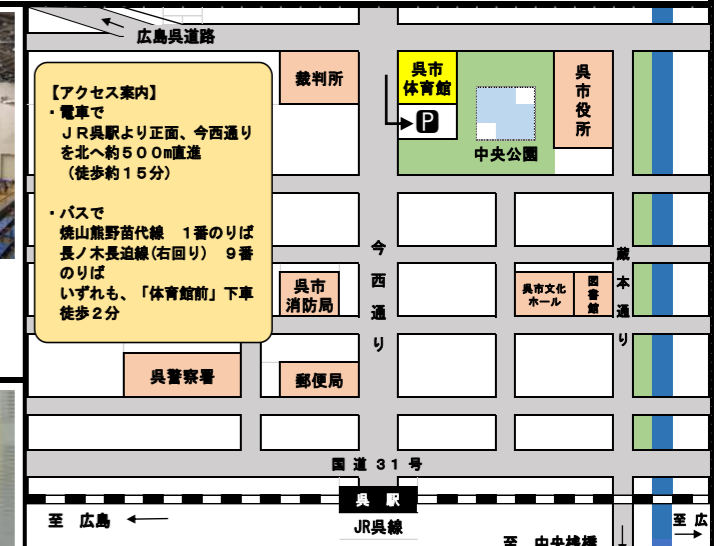 広島呉道路
【アクセス案内】
・電車で
ＪＲ呉駅より正面、今西通り
を北へ約５００ｍ直進
（徒歩約１５分）
・バスで
焼山熊野苗代線　１番のりば
長ノ木長迫線(右回り)　９番
のりば
いずれも、「体育館前」下車
徒歩２分
裁判所
呉市
体育館
P
中央公園
呉市役所
今西通り
蔵本通り
呉市
消防局
呉市文化
ホール
図書館
呉警察署
郵便局
国道31号
呉駅
JR呉線
至 広島
至 中央桟橋
至 広